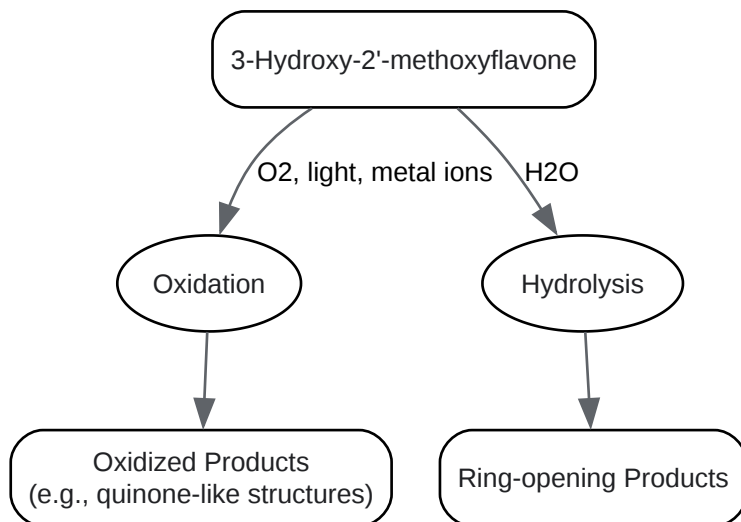 3-Hydroxy-2'-methoxyflavone
O2, light, metal ions
H2O
Oxidation
Hydrolysis
Oxidized Products
(e.g., quinone-like structures)
Ring-opening Products